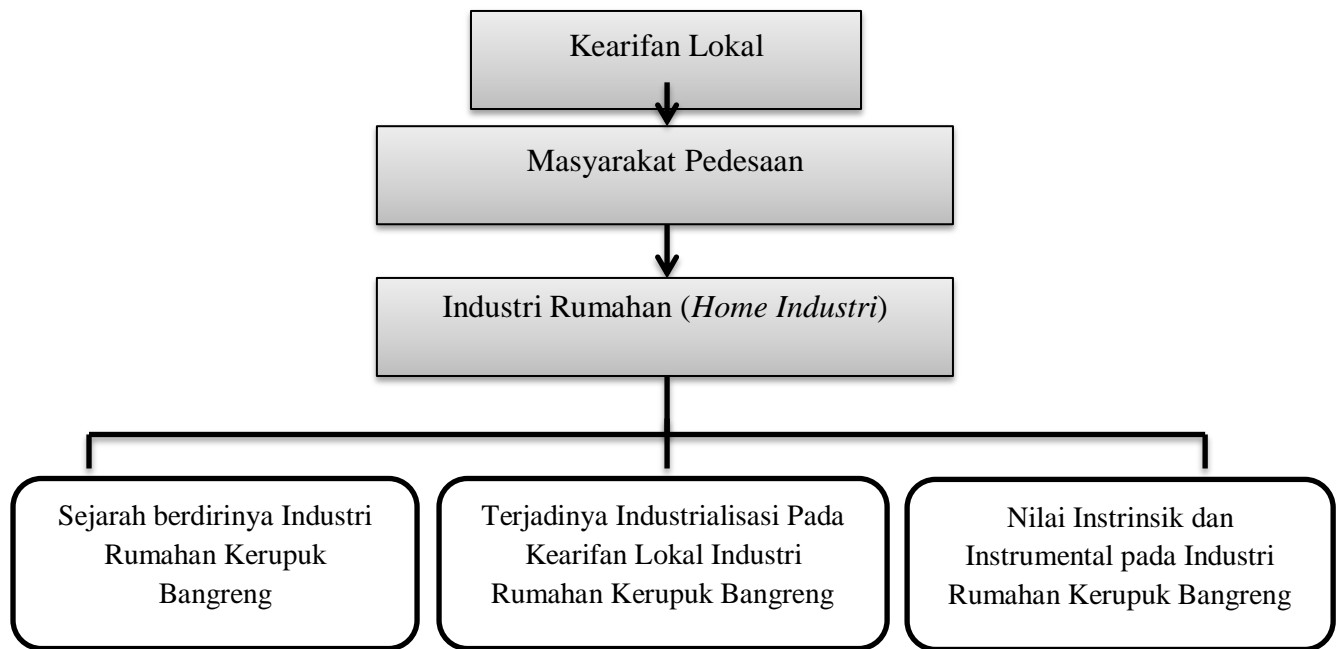 Kearifan Lokal
Masyarakat Pedesaan
Industri Rumahan (Home Industri)
Sejarah berdirinya Industri
Rumahan Kerupuk
Bangreng
Terjadinya Industrialisasi Pada
Kearifan Lokal Industri
Rumahan Kerupuk Bangreng
Nilai Instrinsik dan
Instrumental pada Industri
Rumahan Kerupuk Bangreng